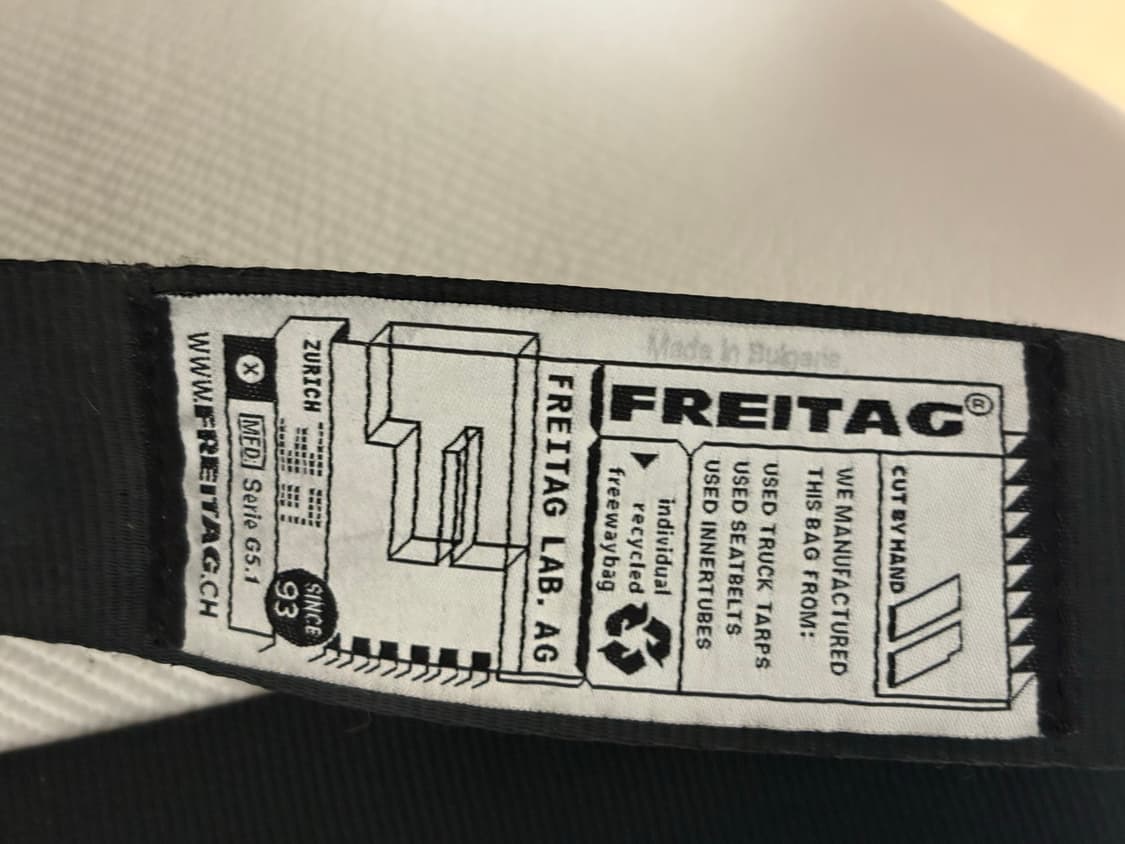 Made in Bulgaria
FREITAG®
CUT BY HAND
WE MANUFACTURED
THIS BAG FROM:
USED TRUCK TARPS
USED SEATBELTS
USED INNERTUBES
individual
recycled
freewaybag
FREITAG LAB. AG
ZURICH
SINCE
93
X MED. Serie G5.1
WWW.FREITAG.CH